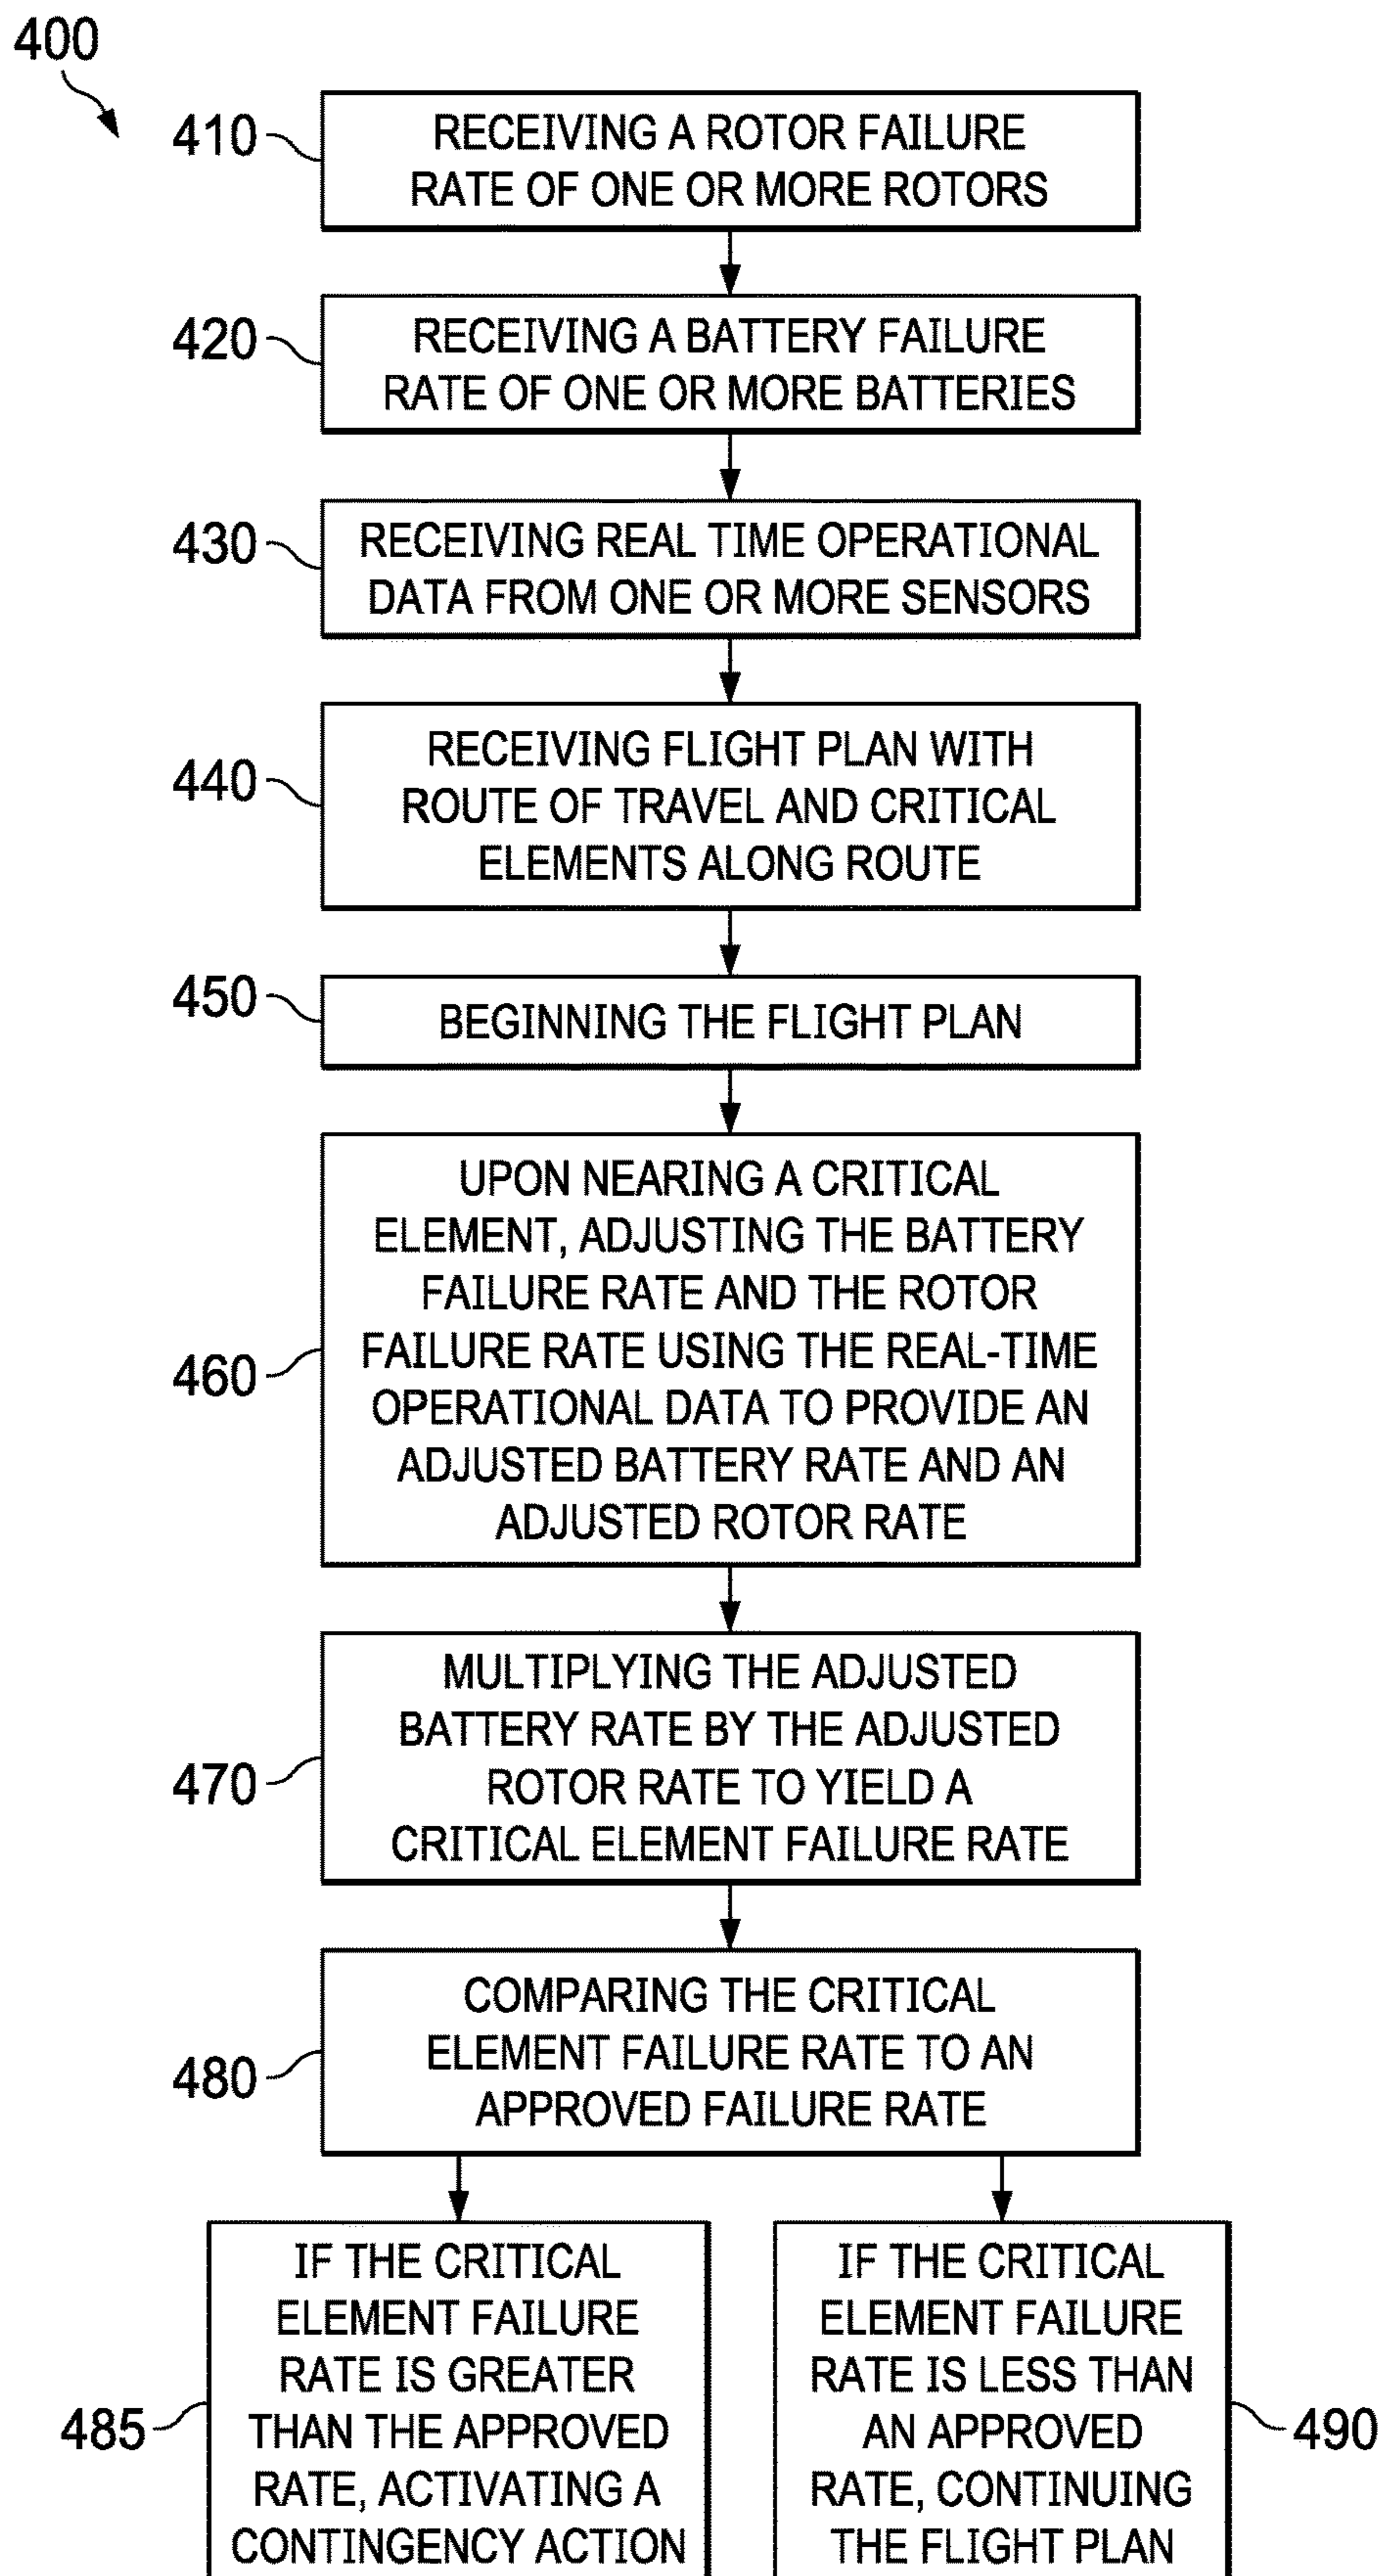 400
410
RECEIVING A ROTOR FAILURE
RATE OF ONE OR MORE ROTORS
420
RECEIVING A BATTERY FAILURE
RATE OF ONE OR MORE BATTERIES
430
RECEIVING REAL TIME OPERATIONAL
DATA FROM ONE OR MORE SENSORS
440
RECEIVING FLIGHT PLAN WITH
ROUTE OF TRAVEL AND CRITICAL
ELEMENTS ALONG ROUTE
450
BEGINNING THE FLIGHT PLAN
460
UPON NEARING A CRITICAL
ELEMENT, ADJUSTING THE BATTERY
FAILURE RATE AND THE ROTOR
FAILURE RATE USING THE REAL-TIME
OPERATIONAL DATA TO PROVIDE AN
ADJUSTED BATTERY RATE AND AN
ADJUSTED ROTOR RATE
470
MULTIPLYING THE ADJUSTED
BATTERY RATE BY THE ADJUSTED
ROTOR RATE TO YIELD A
CRITICAL ELEMENT FAILURE RATE
480
COMPARING THE CRITICAL
ELEMENT FAILURE RATE TO AN
APPROVED FAILURE RATE
485
IF THE CRITICAL
ELEMENT FAILURE
RATE IS GREATER
THAN THE APPROVED
RATE, ACTIVATING A
CONTINGENCY ACTION
IF THE CRITICAL
ELEMENT FAILURE
RATE IS LESS THAN
AN APPROVED
RATE, CONTINUING
THE FLIGHT PLAN
490